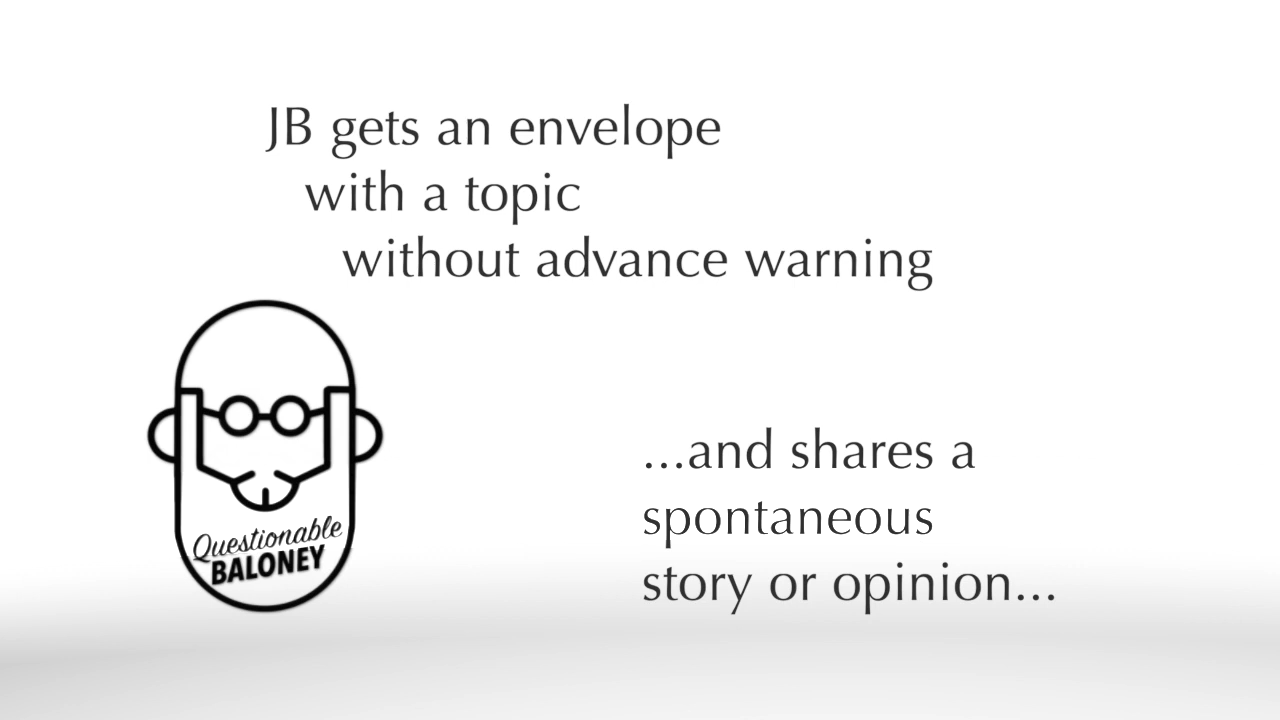 JB gets an envelope
with a topic
without advance warning
Questionable
BALONEY
...and shares a
spontaneous
story or opinion...